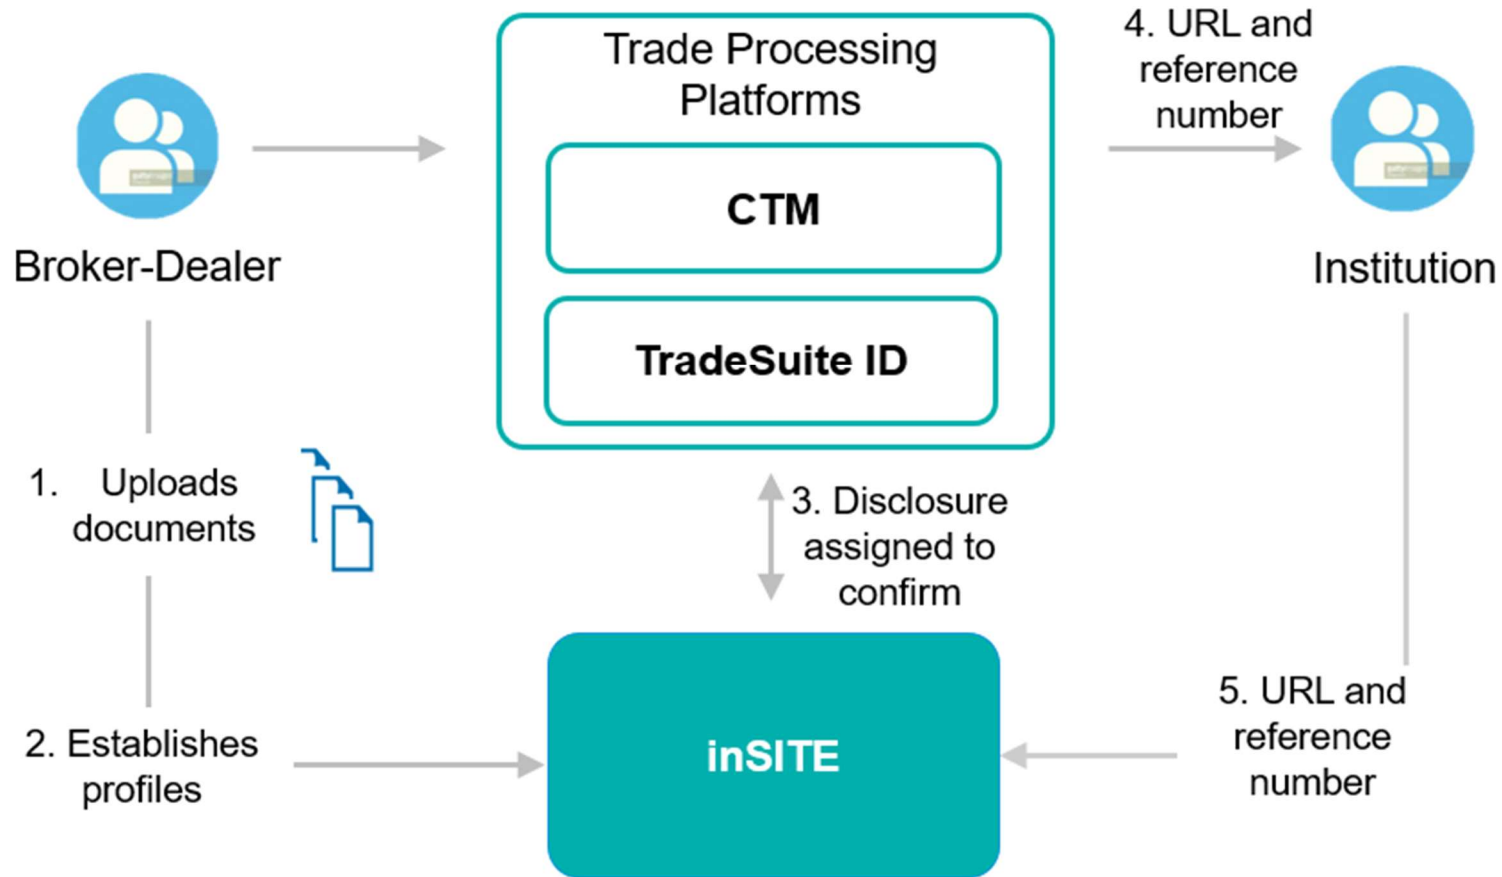 Trade Processing
Platforms
CTM
TradeSuite ID
Broker-Dealer
4. URL and
reference
number
Institution
1. Uploads
documents
2. Establishes
profiles
3. Disclosure
assigned to
confirm
inSITE
5. URL and
reference
number